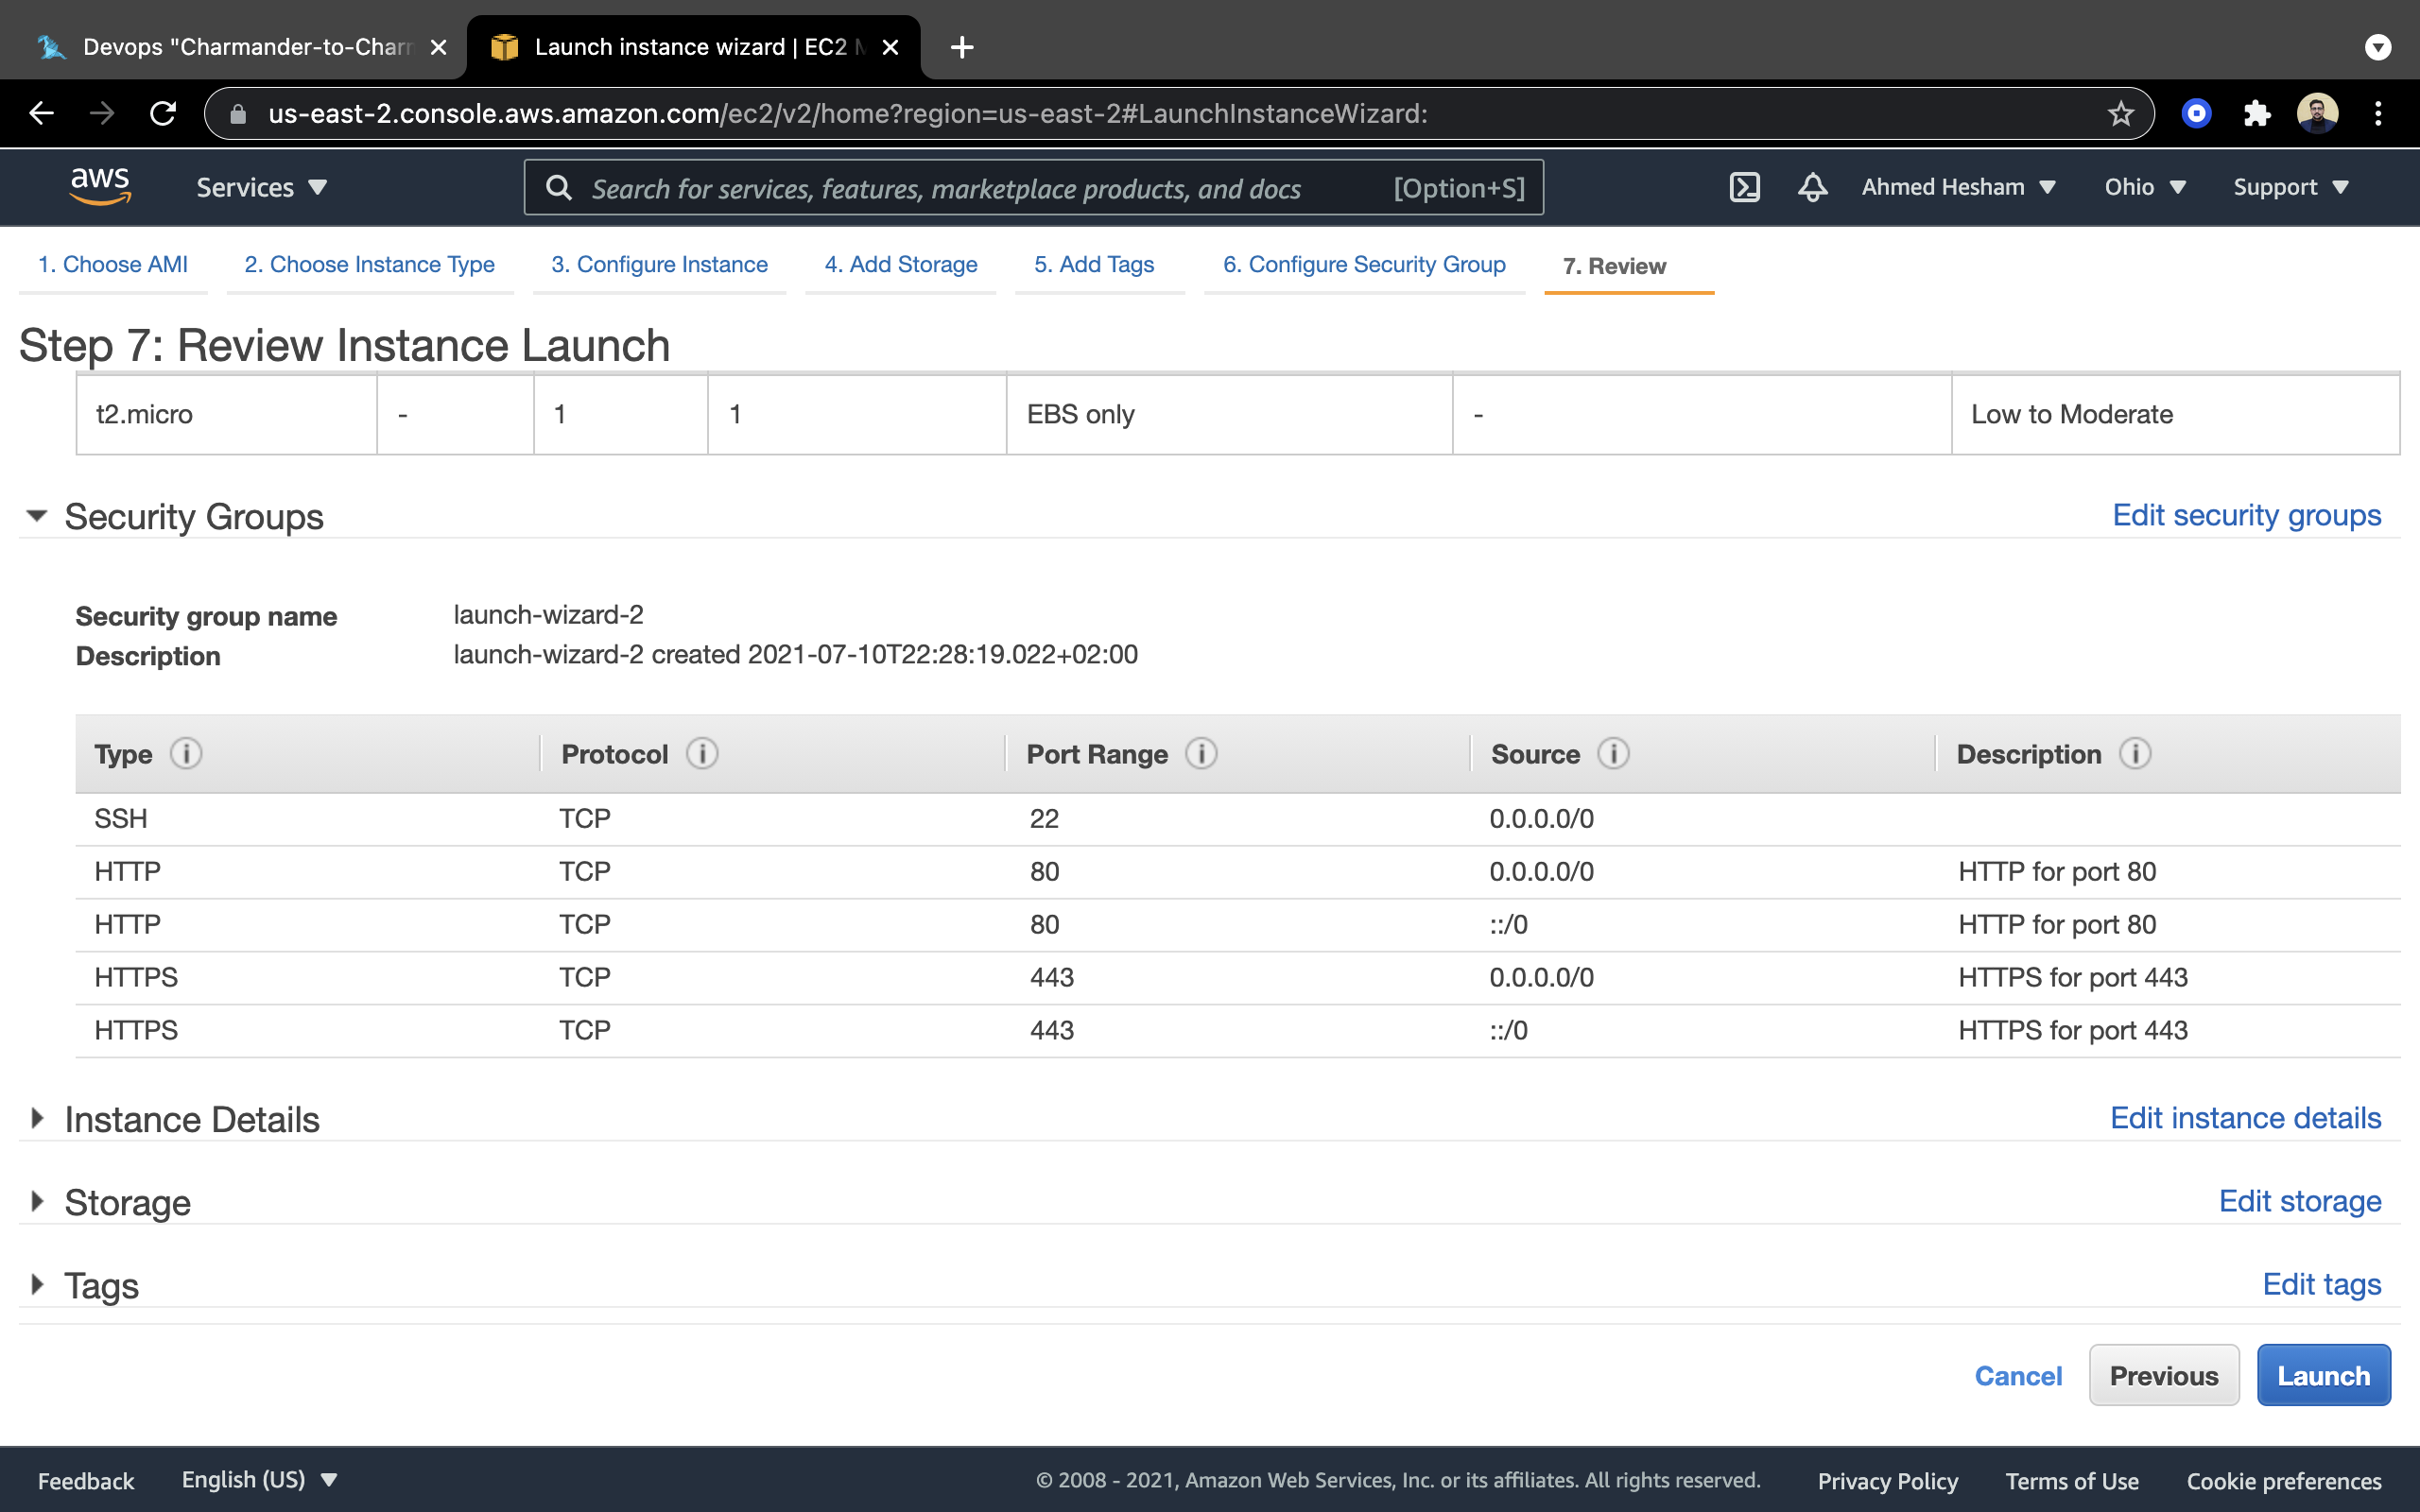 Devops "Charmander-to-Charm
Launch instance wizard | EC2 M
us-east-2.console.aws.amazon.com/ec2/v2/home?region=us-east-2#LaunchInstanceWizard:
aws Services Search for services, features, marketplace products, and docs [Option+S] Ahmed Hesham Ohio Support
1. Choose AMI 2. Choose Instance Type 3. Configure Instance 4. Add Storage 5. Add Tags 6. Configure Security Group 7. Review
Step 7: Review Instance Launch
t2.micro - 1 1 EBS only - Low to Moderate
Security Groups Edit security groups
Security group name launch-wizard-2
Description launch-wizard-2 created 2021-07-10T22:28:19.022+02:00
Type Protocol Port Range Source Description
SSH TCP 22 0.0.0.0/0
HTTP TCP 80 0.0.0.0/0 HTTP for port 80
HTTP TCP 80 ::/0 HTTP for port 80
HTTPS TCP 443 0.0.0.0/0 HTTPS for port 443
HTTPS TCP 443 ::/0 HTTPS for port 443
Instance Details Edit instance details
Storage Edit storage
Tags Edit tags
Cancel Previous Launch
Feedback English (US) © 2008 - 2021, Amazon Web Services, Inc. or its affiliates. All rights reserved. Privacy Policy Terms of Use Cookie preferences